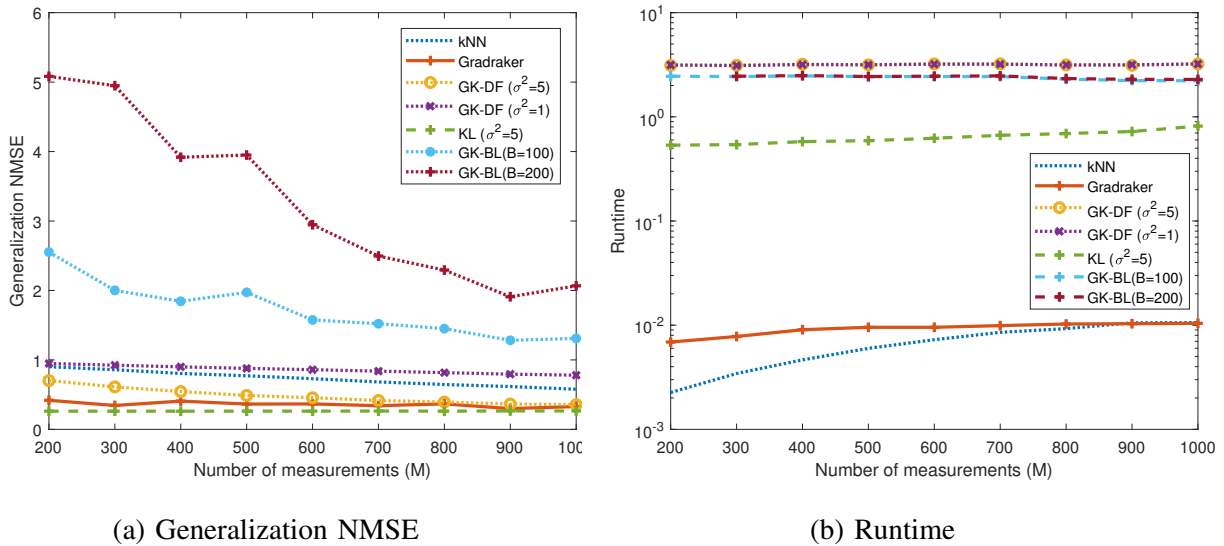 6
5
4
3
2
1
0
Generalization NMSE
kNN
Gradraker
GK-DF (σ²=5)
GK-DF (σ²=1)
KL (σ²=5)
GK-BL(B=100)
GK-BL(B=200)
200 300 400 500 600 700 800 900 100
Number of measurements (M)
(a) Generalization NMSE
10¹
10⁰
10⁻¹
10⁻²
10⁻³
Runtime
kNN
Gradraker
GK-DF (σ²=5)
GK-DF (σ²=1)
KL (σ²=5)
GK-BL(B=100)
GK-BL(B=200)
200 300 400 500 600 700 800 900 1000
Number of measurements (M)
(b) Runtime